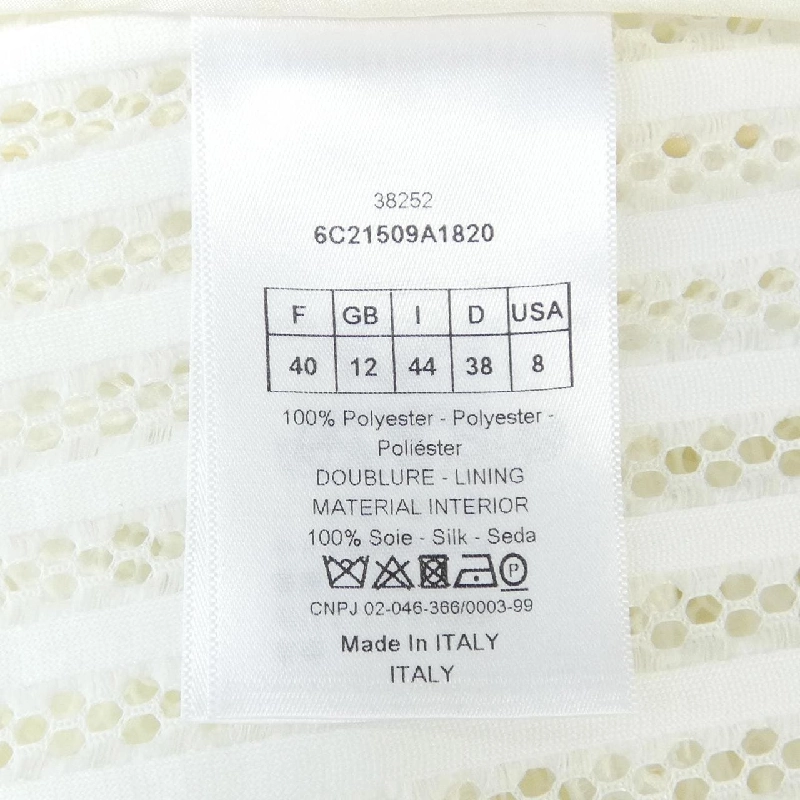 38252
6C21509A1820
F GB I D USA
40 12 44 38 8
100% Polyester - Polyester -
Poliéster
DOUBLURE - LINING
MATERIAL INTERIOR
100% Soie - Silk - Seda
P
CNPJ 02-046-366/0003-99
Made In ITALY
ITALY